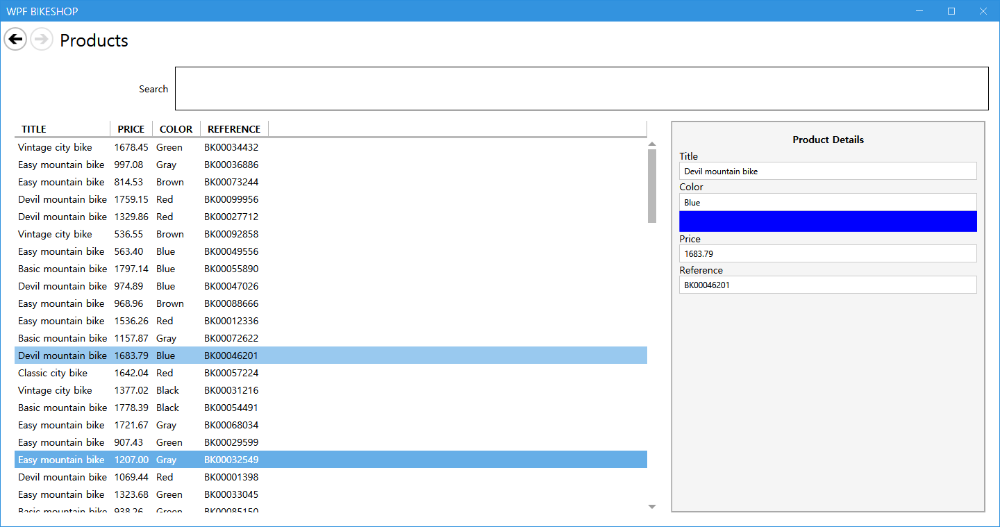 WPF BIKESHOP
Products
Search
TITLE PRICE COLOR REFERENCE
Vintage city bike 1678.45 Green BK00034432
Easy mountain bike 997.08 Gray BK00036886
Easy mountain bike 814.53 Brown BK00073244
Devil mountain bike 1759.15 Red BK00099956
Devil mountain bike 1329.86 Red BK00027712
Vintage city bike 536.55 Brown BK00092858
Easy mountain bike 563.40 Blue BK00049556
Basic mountain bike 1797.14 Blue BK00055890
Devil mountain bike 974.89 Blue BK00047026
Easy mountain bike 968.96 Brown BK00088666
Easy mountain bike 1536.26 Red BK00012336
Basic mountain bike 1157.87 Gray BK00072622
Devil mountain bike 1683.79 Blue BK00046201
Classic city bike 1642.04 Red BK00057224
Vintage city bike 1377.02 Black BK00031216
Basic mountain bike 1778.39 Black BK00054491
Easy mountain bike 1721.67 Gray BK00068034
Easy mountain bike 907.43 Green BK00029599
Easy mountain bike 1207.00 Gray BK00032549
Devil mountain bike 1069.44 Red BK00001398
Easy mountain bike 1323.68 Green BK00033045
Basic mountain bike 938.26 Green BK00085150
Product Details
Title
Devil mountain bike
Color
Blue
Price
1683.79
Reference
BK00046201